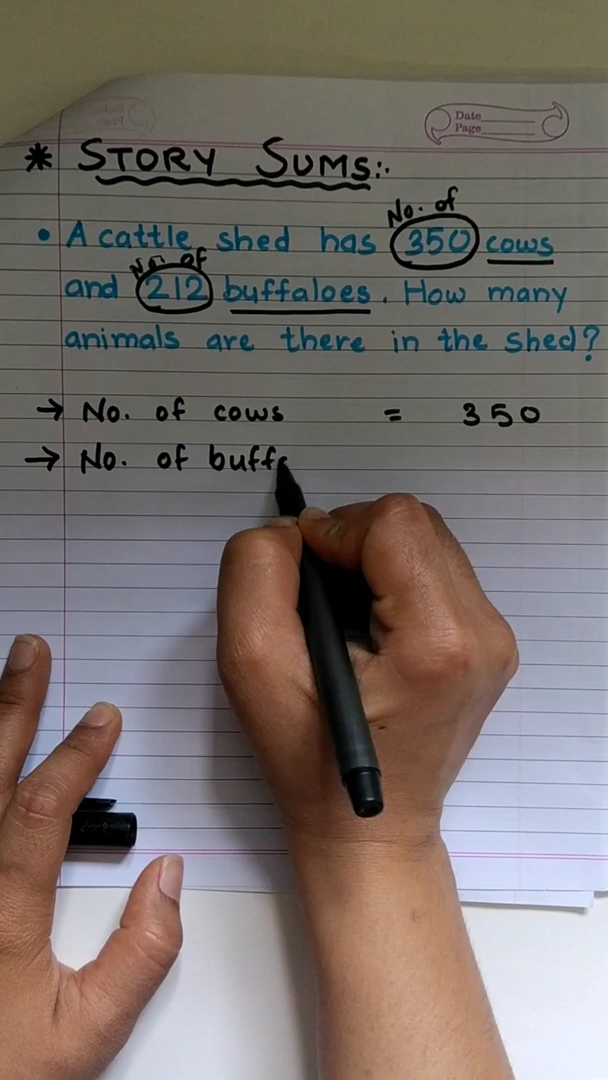 Date
Page
* STORY SUMS:.
No. of
• A cattle shed has 350 cows
No. of
and 212 buffaloes. How many
animals are there in the shed?
→ No. of cows = 350
→ No. of buff